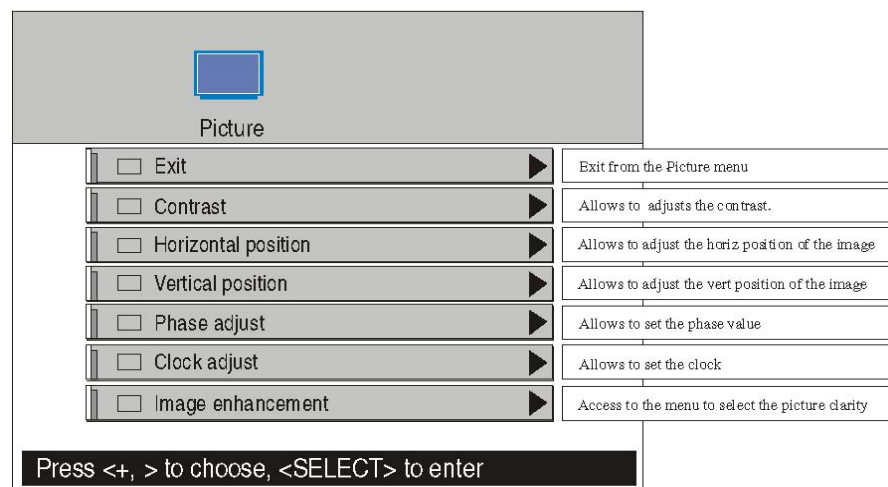 Picture
Exit
Exit from the Picture menu
Contrast
Allows to adjusts the contrast.
Horizontal position
Allows to adjust the horiz position of the image
Vertical position
Allows to adjust the vert position of the image
Phase adjust
Allows to set the phase value
Clock adjust
Allows to set the clock
Image enhancement
Access to the menu to select the picture clarity
Press <+, > to choose, <SELECT> to enter